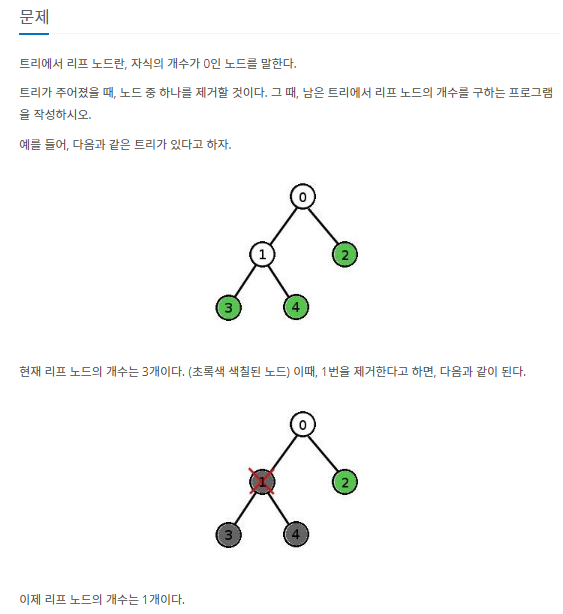 문제
트리에서 리프 노드란, 자식의 개수가 0인 노드를 말한다.
트리가 주어졌을 때, 노드 중 하나를 제거할 것이다. 그 때, 남은 트리에서 리프 노드의 개수를 구하는 프로그램
을 작성하시오.
예를 들어, 다음과 같은 트리가 있다고 하자.
0
1
2
3
4
현재 리프 노드의 개수는 3개이다. (초록색 색칠된 노드) 이때, 1번을 제거한다고 하면, 다음과 같이 된다.
0
1
2
3
4
이제 리프 노드의 개수는 1개이다.